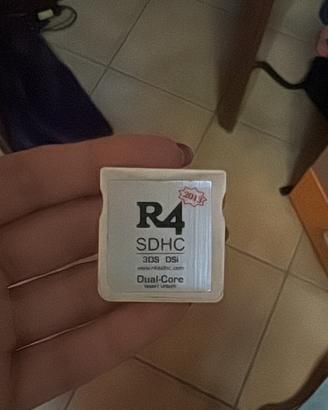 2013
R4
SDHC
3DS DSi
www.r4isdhc.com
Dual-Core